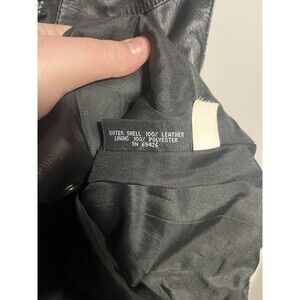 OUTER SHELL 100% LEATHER
LINING 100% POLYESTER
RN 69426